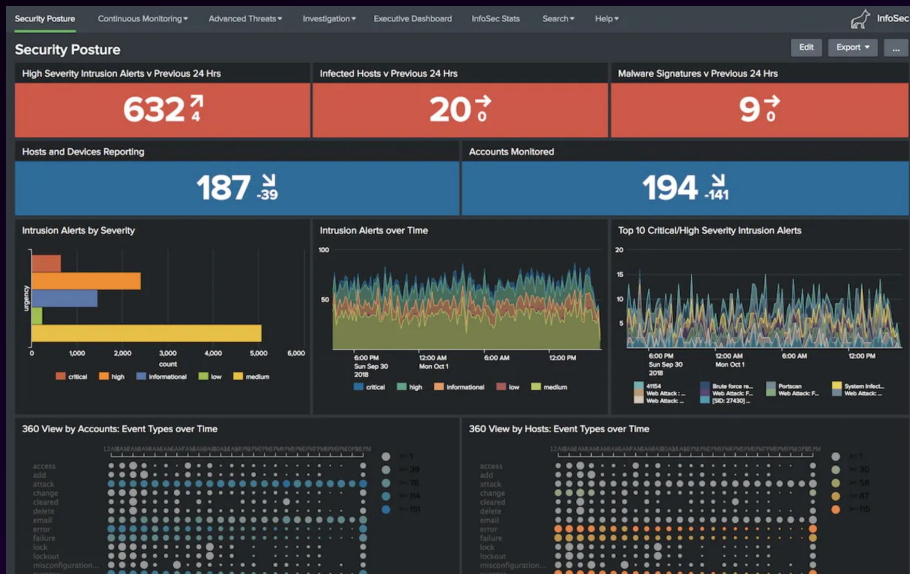 Security Posture Continuous Monitoring Advanced Threats Investigation Executive Dashboard InfoSec Stats Search Help InfoSec
Security Posture Edit Export ...
High Severity Intrusion Alerts v Previous 24 Hrs Infected Hosts v Previous 24 Hrs Malware Signatures v Previous 24 Hrs
632 4 20 0 9 0
Hosts and Devices Reporting Accounts Monitored
187 -39 194 -141
Intrusion Alerts by Severity
urgency
0 1,000 2,000 3,000 4,000 5,000 6,000
count
critical high informational low medium
Intrusion Alerts over Time
100
50
6:00 PM 12:00 AM 6:00 AM 12:00 PM
Sun Sep 30 Mon Oct 1
2018
critical high informational low medium
Top 10 Critical/High Severity Intrusion Alerts
20
15
10
5
6:00 PM 12:00 AM 6:00 AM 12:00 PM
Sun Sep 30 Mon Oct 1
2018
41154 Brute force re... Portscan System Infect...
Web Attack: ... Web Attack: F... Web Attack: F... Web Attack: ...
Web Attack: ... [SID: 27430] ...
360 View by Accounts: Event Types over Time
access
add
attack
change
cleared
delete
email
error
failure
lock
lockout
misconfiguration...
>= 1
>= 39
>= 76
>= 114
>= 151
360 View by Hosts: Event Types over Time
access
add
attack
change
cleared
delete
email
error
failure
lock
lockout
misconfiguration...
>= 1
>= 30
>= 58
>= 87
>= 115